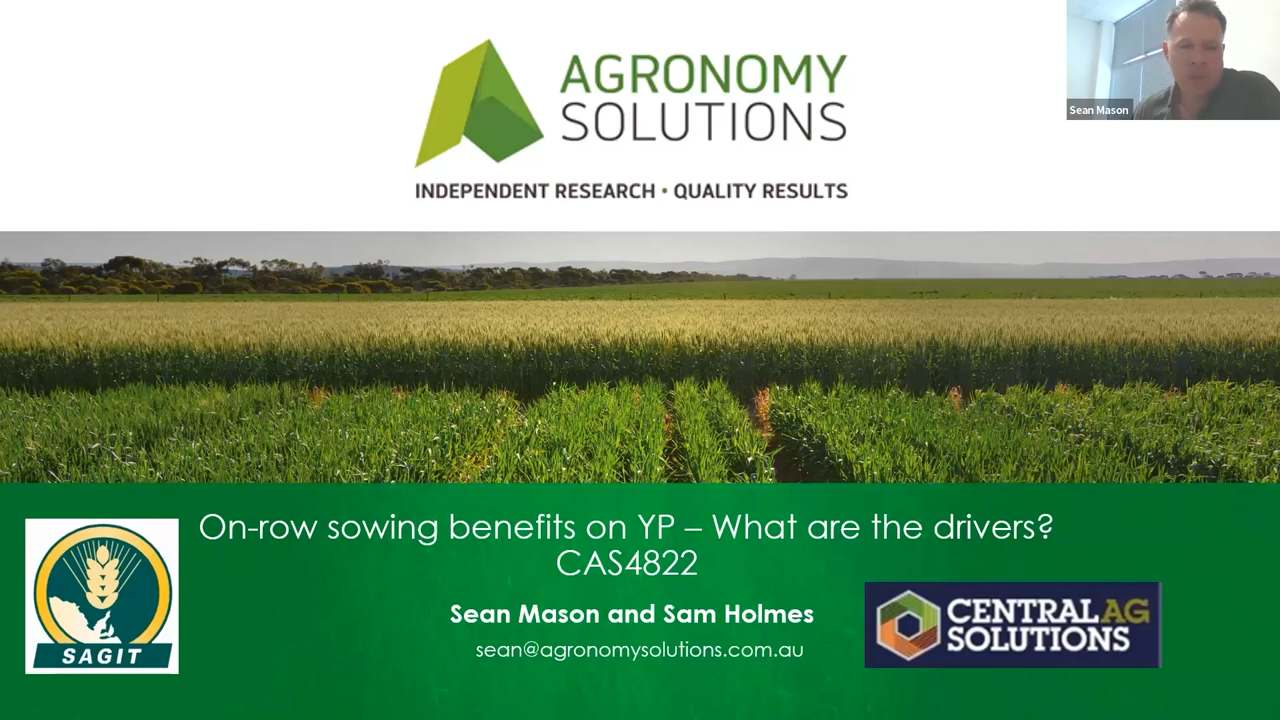 AGRONOMY
SOLUTIONS
INDEPENDENT RESEARCH • QUALITY RESULTS
Sean Mason
On-row sowing benefits on YP – What are the drivers?
CAS4822
Sean Mason and Sam Holmes
sean@agronomysolutions.com.au
SAGIT
CENTRAL AG
SOLUTIONS